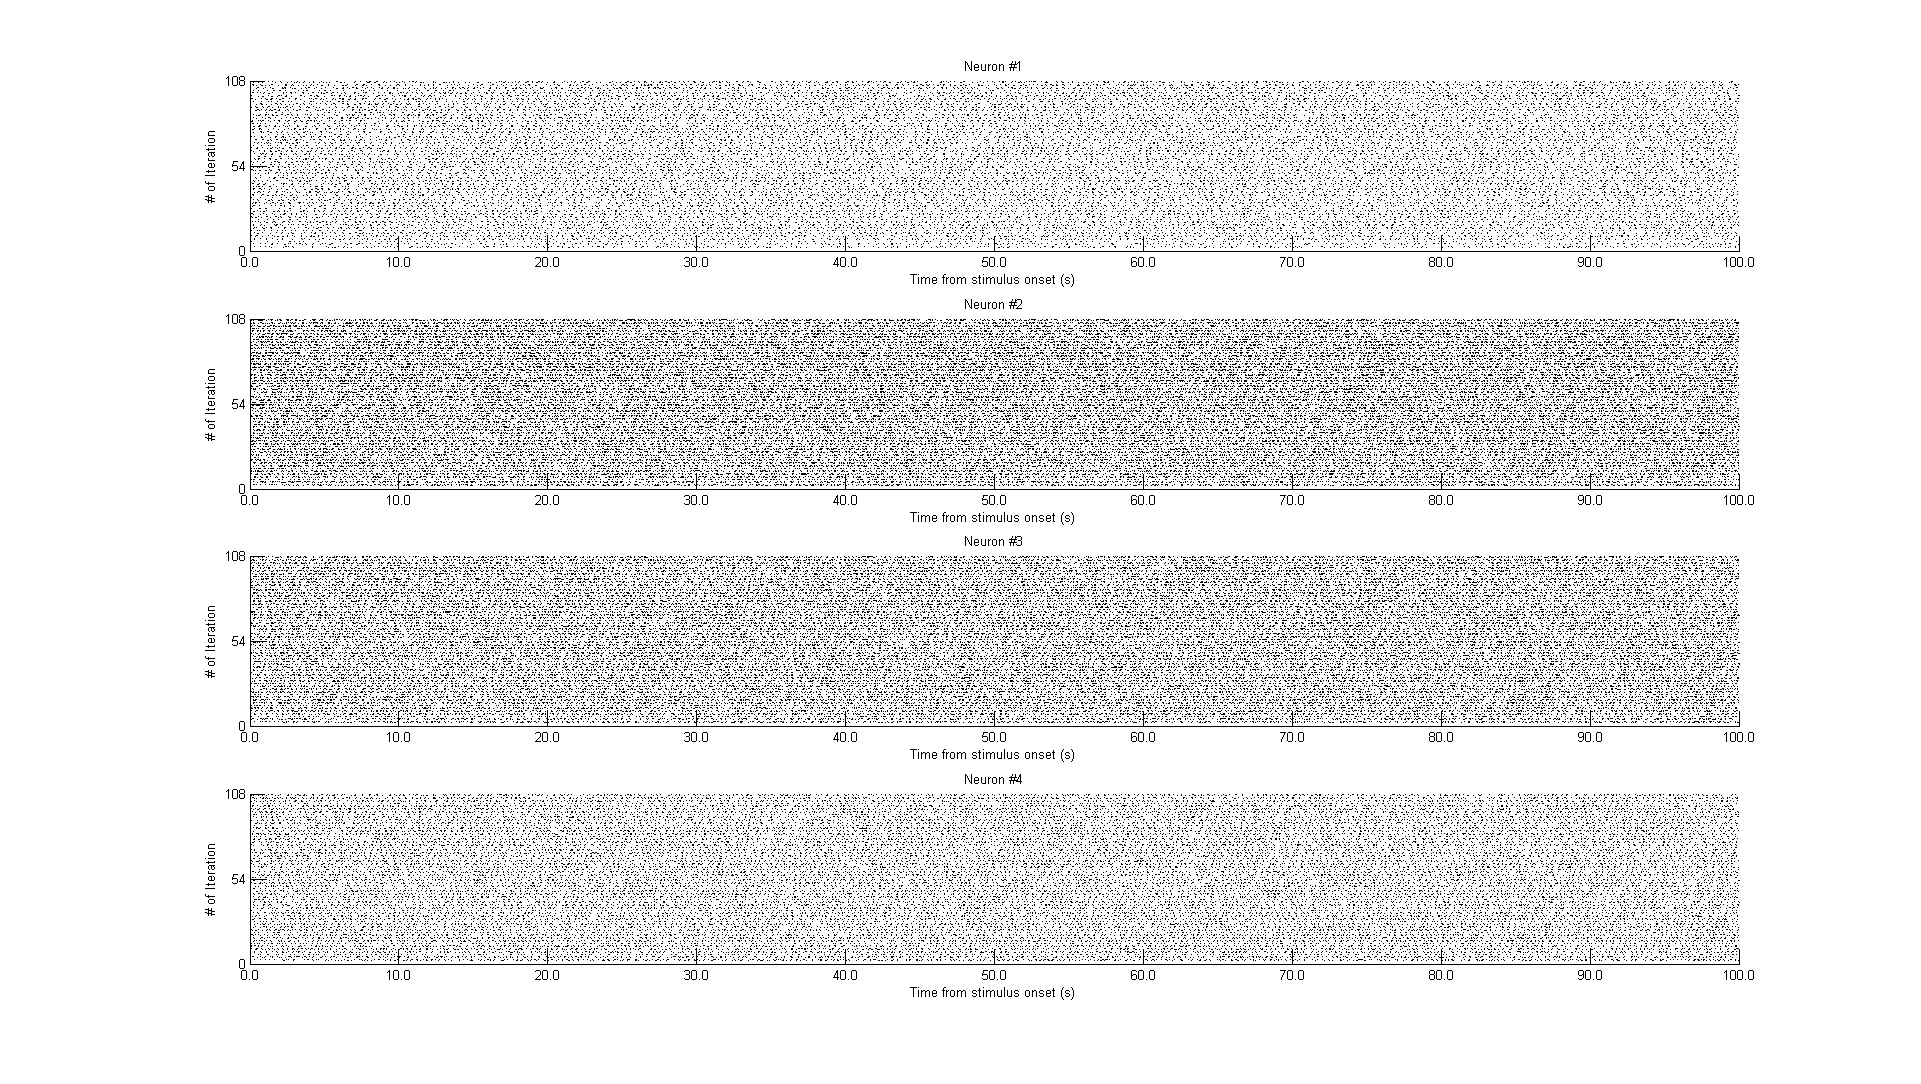 Neuron #1
108
54
0
# of Iteration
0.0 10.0 20.0 30.0 40.0 50.0 60.0 70.0 80.0 90.0 100.0
Time from stimulus onset (s)
Neuron #2
108
54
0
# of Iteration
0.0 10.0 20.0 30.0 40.0 50.0 60.0 70.0 80.0 90.0 100.0
Time from stimulus onset (s)
Neuron #3
108
54
0
# of Iteration
0.0 10.0 20.0 30.0 40.0 50.0 60.0 70.0 80.0 90.0 100.0
Time from stimulus onset (s)
Neuron #4
108
54
0
# of Iteration
0.0 10.0 20.0 30.0 40.0 50.0 60.0 70.0 80.0 90.0 100.0
Time from stimulus onset (s)